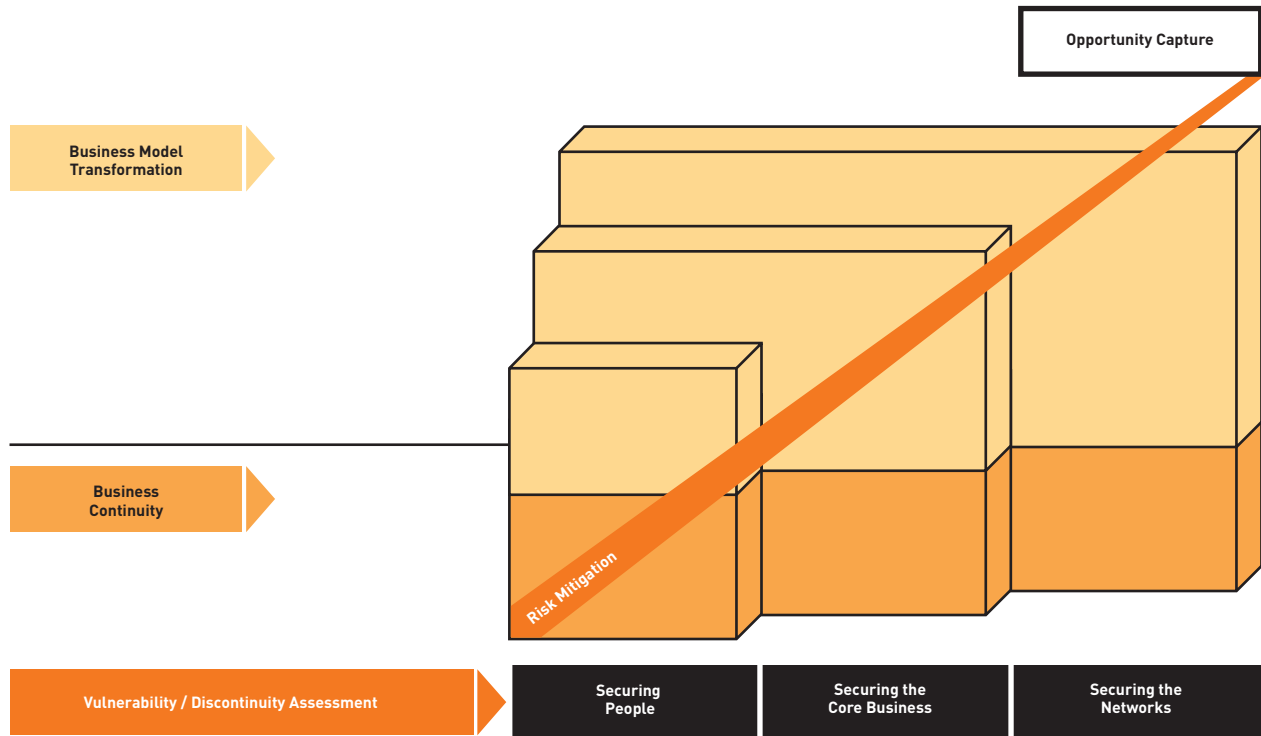 Opportunity Capture
Business Model
Transformation
Business
Continuity
Risk Mitigation
Vulnerability / Discontinuity Assessment
Securing
People
Securing the
Core Business
Securing the
Networks